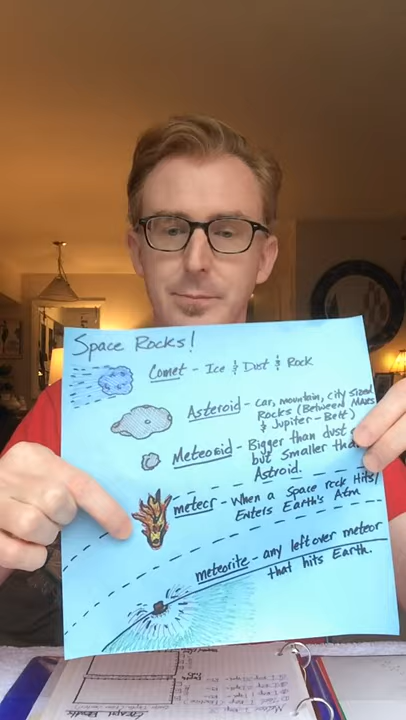 Space Rocks!
Comet - Ice & Dust & Rock
Asteroid - car, mountain, city sized
Rocks (Between Mars
& Jupiter - Belt)
Meteoroid - Bigger than dust
but smaller than
Astroid.
meteor - When a Space rock Hits/
Enters Earth's Atm.
meteorite - any left over meteor
that hits Earth.